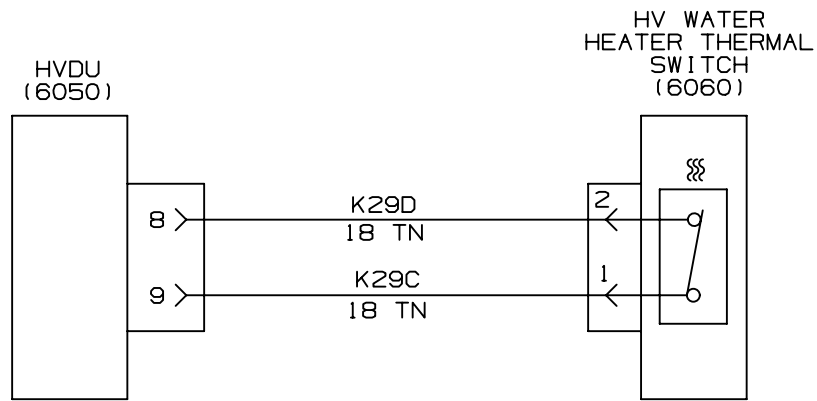 HV WATER
HEATER THERMAL
SWITCH
(6060)
HVDU
(6050)
8
K29D
2
18 TN
9
K29C
1
18 TN